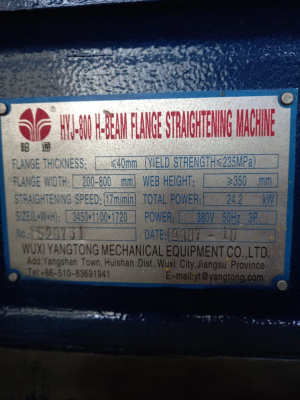 阳通
HYJ-800 H-BEAM FLANGE STRAIGHTENING MACHINE
FLANGE THICKNESS: ≤40mm (YIELD STRENGTH≤235MPa)
FLANGE WIDTH: 200-800 mm WEB HEIGHT: ≥350 mm
STRAIGHTENING SPEED: 17m/min TOTAL POWER: 24.2 kW
SIZE(L×W×H): 3450*1100*1720 POWER: 380V 50Hz 3P
No: DATE:
WUXI YANGTONG MECHANICAL EQUIPMENT CO.,LTD.
Add:Yangshan Town, Huishan Dist. Wuxi City,Jiangsu Province
Tel:+86-510-83691941 E-mail:yt@yangtong.com